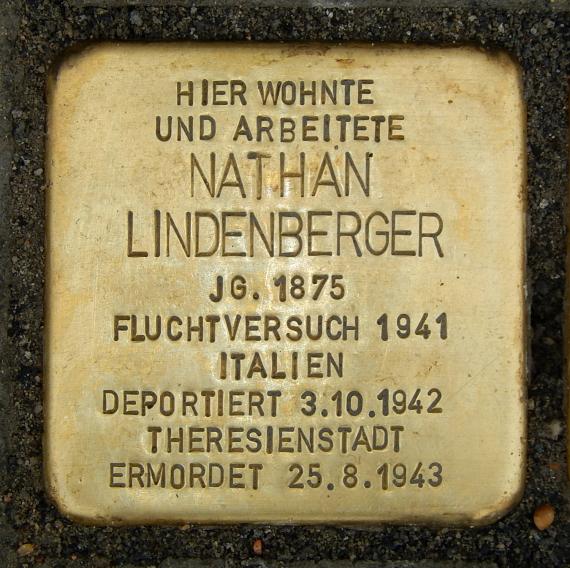 HIER WOHNTE
UND ARBEITETE
NATHAN
LINDENBERGER
JG. 1875
FLUCHTVERSUCH 1941
ITALIEN
DEPORTIERT 3.10.1942
THERESIENSTADT
ERMORDET 25.8.1943